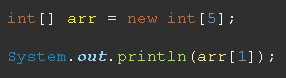 int[] arr = new int[5];
System.out.println(arr[1]);